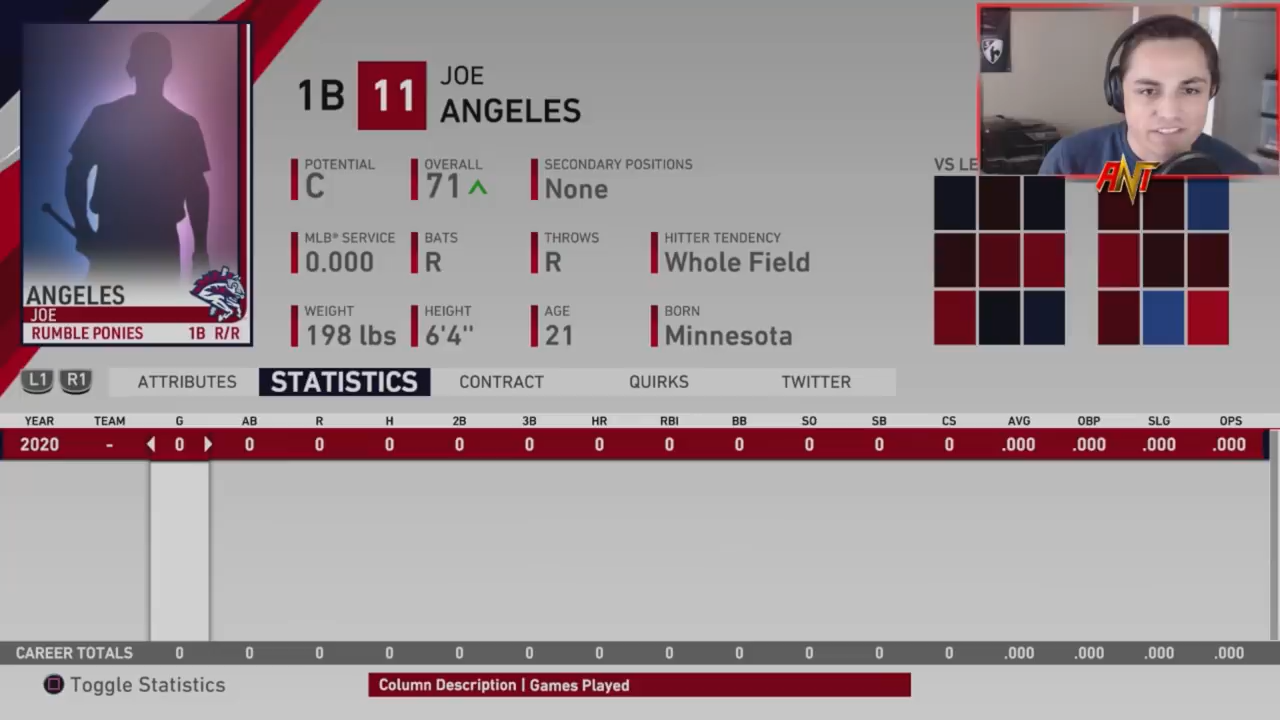 1B 11 JOE
ANGELES
POTENTIAL OVERALL SECONDARY POSITIONS
C 71 None
MLB® SERVICE BATS THROWS HITTER TENDENCY
0.000 R R Whole Field
WEIGHT HEIGHT AGE BORN
198 lbs 6'4" 21 Minnesota
ANGELES
JOE
RUMBLE PONIES 1B R/R
VS LE
ANT
L1 R1 ATTRIBUTES STATISTICS CONTRACT QUIRKS TWITTER
YEAR TEAM G AB R H 2B 3B HR RBI BB SO SB CS AVG OBP SLG OPS
2020 - 0 0 0 0 0 0 0 0 0 0 0 0 .000 .000 .000 .000
CAREER TOTALS 0 0 0 0 0 0 0 0 0 0 0 0 .000 .000 .000 .000
Toggle Statistics
Column Description | Games Played